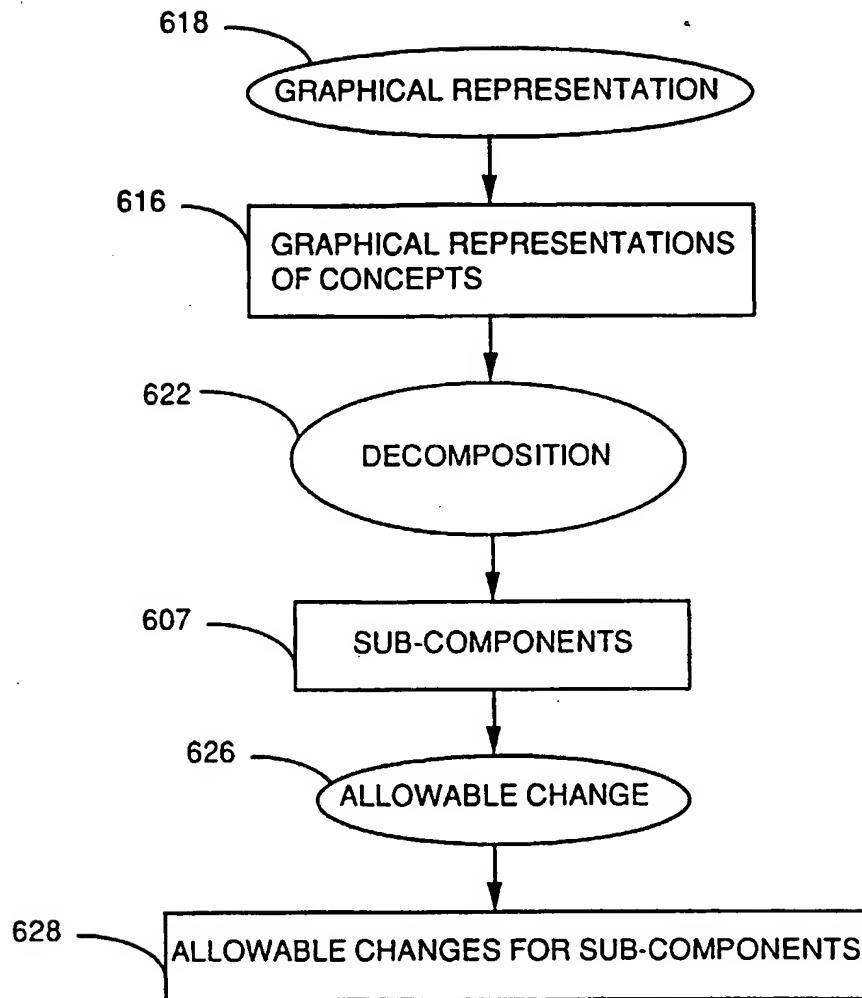 618
GRAPHICAL REPRESENTATION
616
GRAPHICAL REPRESENTATIONS
OF CONCEPTS
622
DECOMPOSITION
607
SUB-COMPONENTS
626
ALLOWABLE CHANGE
628
ALLOWABLE CHANGES FOR SUB-COMPONENTS